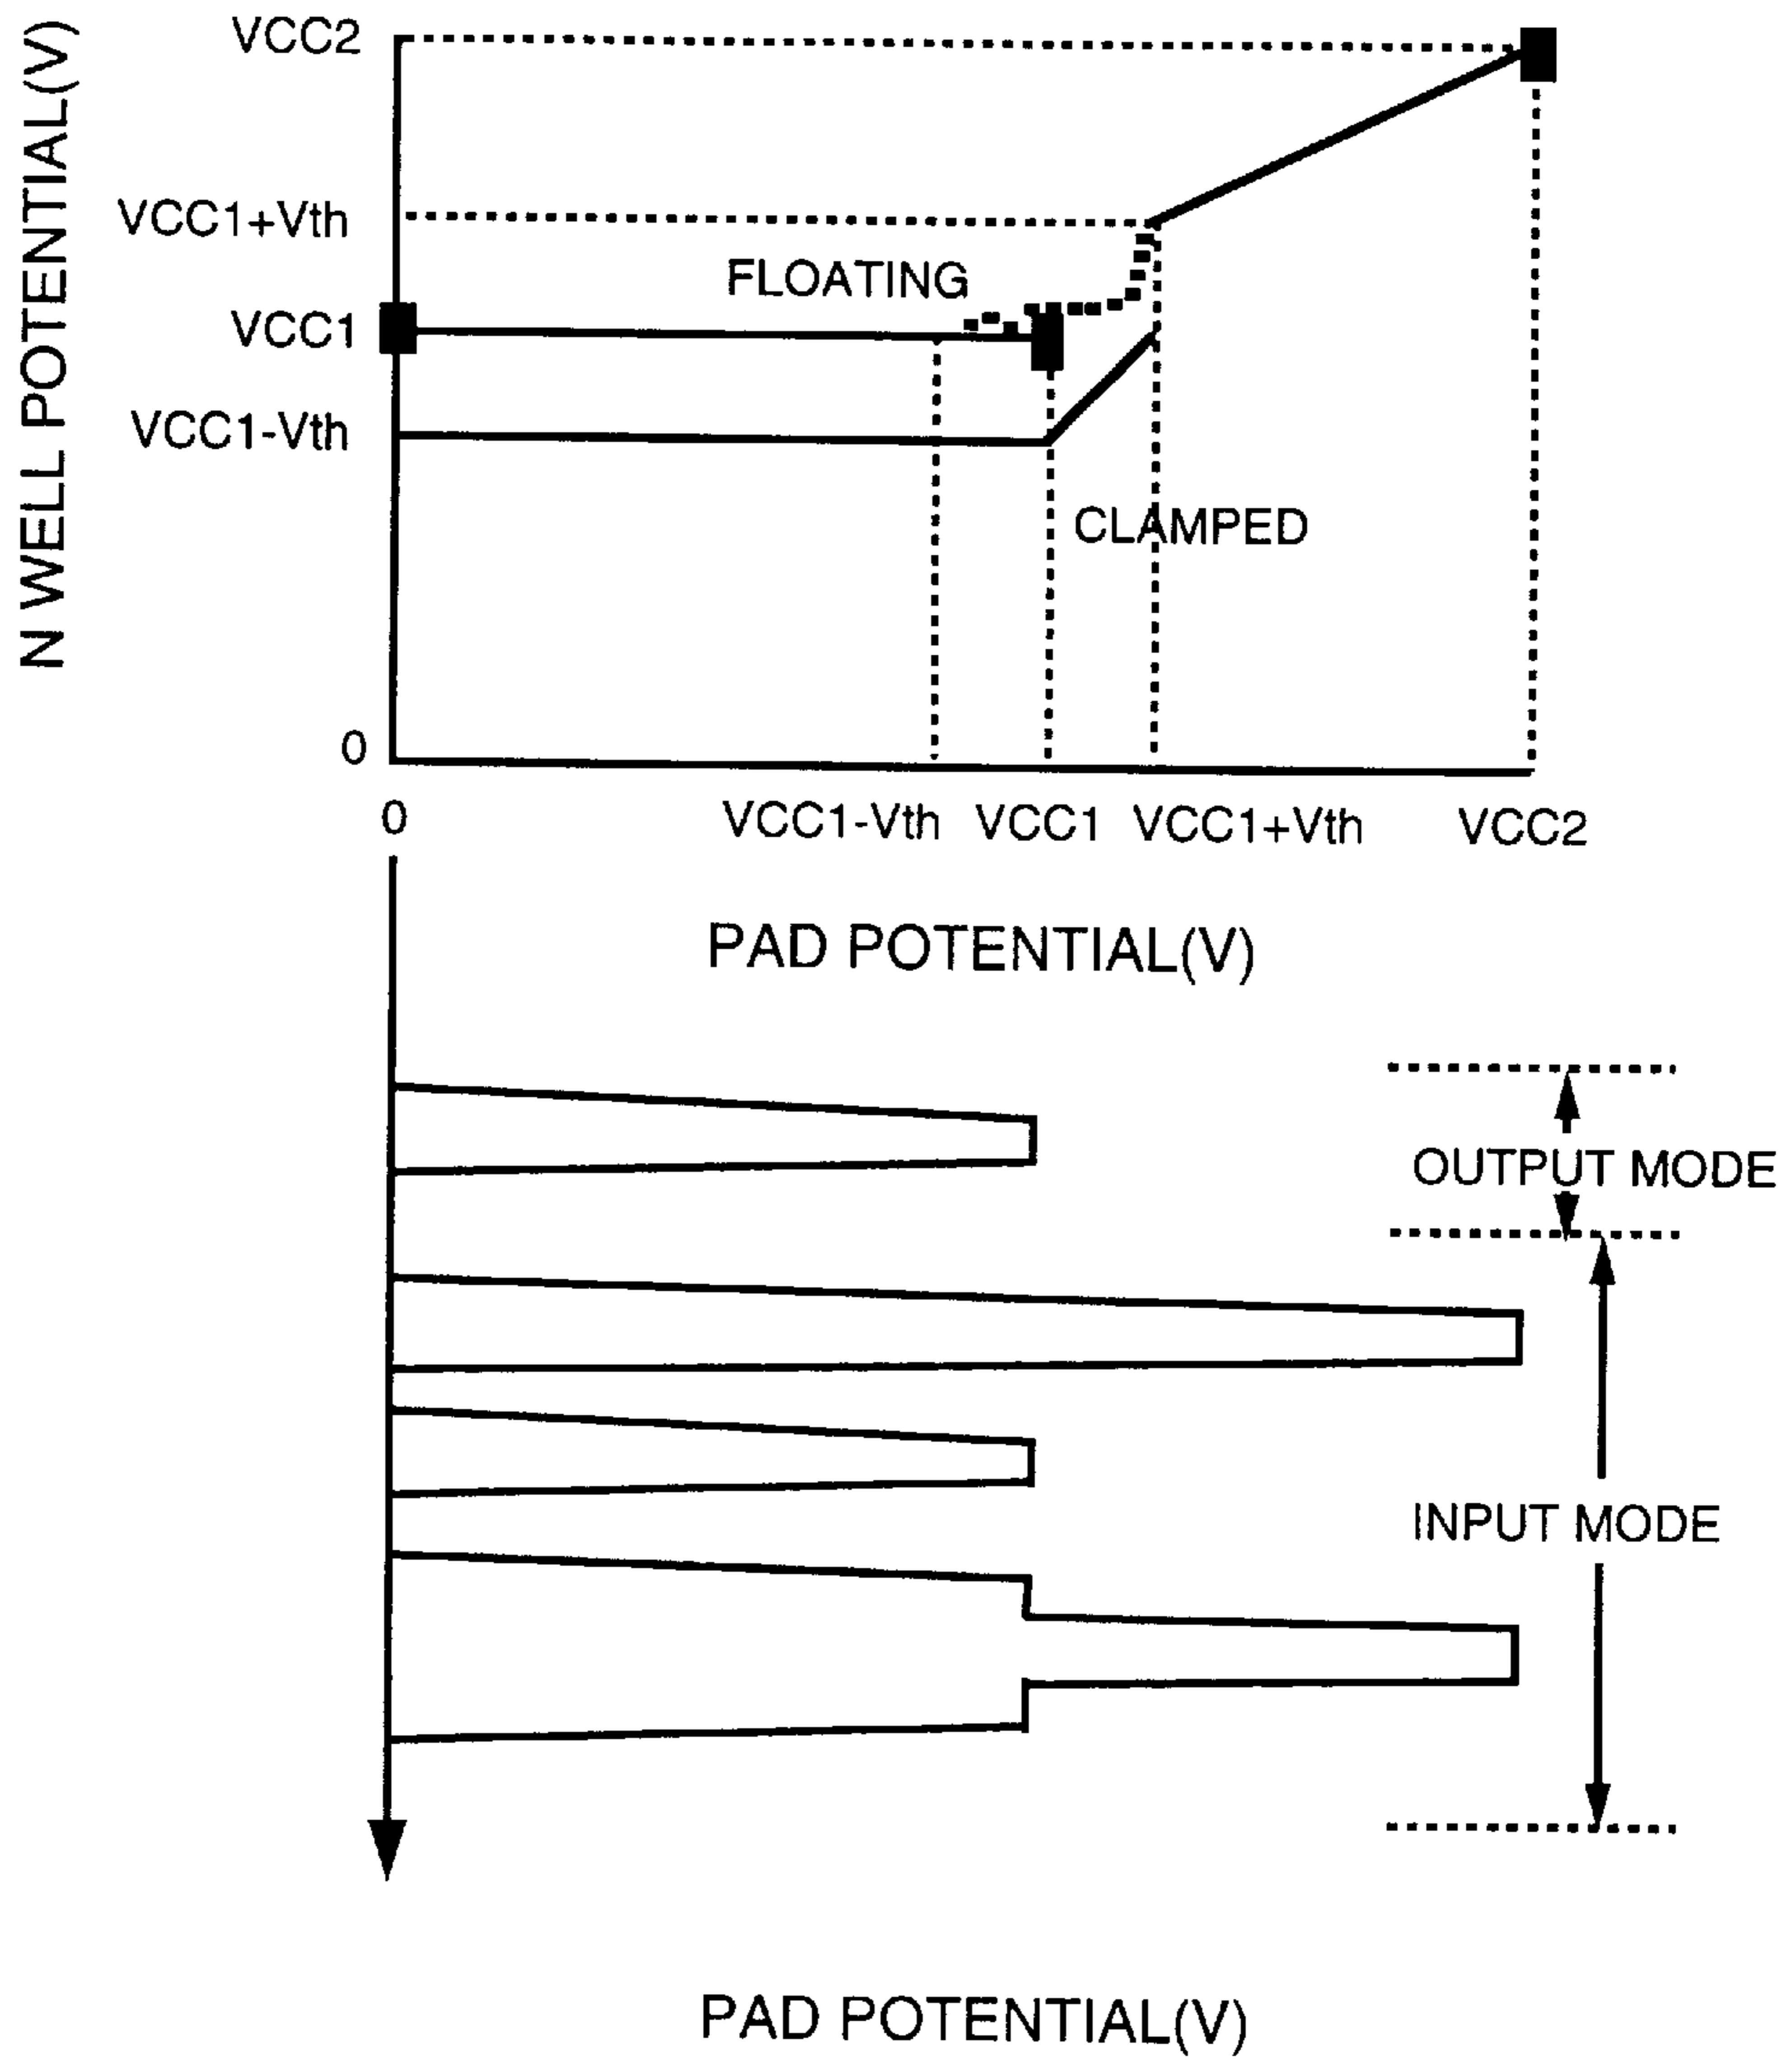 N WELL POTENTIAL(V)
VCC2
VCC1+Vth
FLOATING
VCC1
VCC1-Vth
CLAMPED
0
0 VCC1-Vth VCC1 VCC1+Vth VCC2
PAD POTENTIAL(V)
OUTPUT MODE
INPUT MODE
PAD POTENTIAL(V)